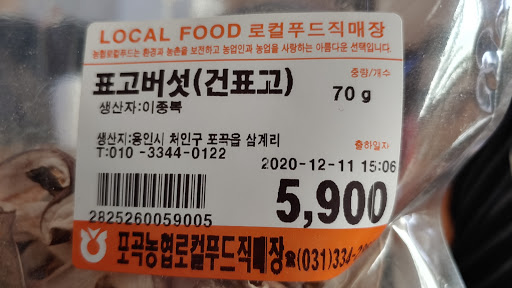 LOCAL FOOD 로컬푸드직매장
농협로컬푸드는 환경과 농촌을 보전하고 농업인과 농업을 사랑하는 아름다운 선택입니다.
표고버섯(건표고)
중량/개수
70 g
생산자:이종복
생산지:용인시 처인구 포곡읍 삼계리
출하일자
T:010 -3344-0122
2020-12-11 15:06
5,900
2825260059005
포곡농협로컬푸드직매장☎(031)334-